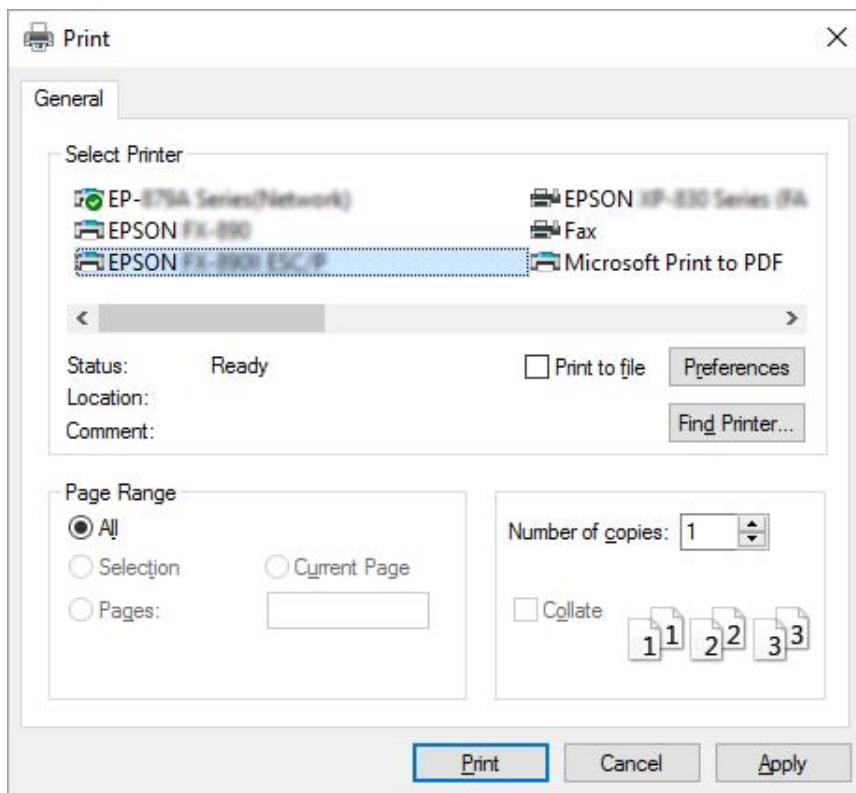 Print
General
Select Printer
EP-
EPSON
EPSON
EPSON
Fax
Microsoft Print to PDF
Status: Ready
Location:
Comment:
Print to file
Preferences
Find Printer...
Page Range
All
Selection
Current Page
Pages:
Number of copies: 1
Collate
1 1 2 2 3 3
Print
Cancel
Apply